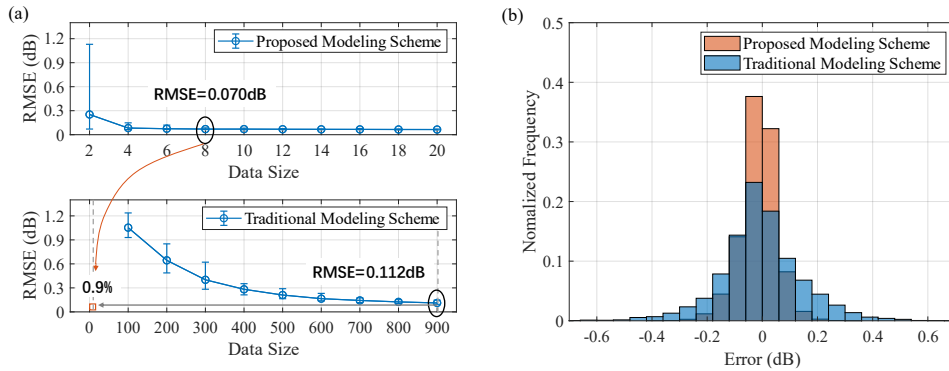 (a)
RMSE (dB)
1.2
0.9
0.6
0.3
0
Proposed Modeling Scheme
RMSE=0.070dB
2 4 6 8 10 12 14 16 18 20
Data Size
RMSE (dB)
1.2
0.9
0.6
0.3
0
Traditional Modeling Scheme
RMSE=0.112dB
0.9%
0 100 200 300 400 500 600 700 800 900
Data Size
(b)
Nomalized Frequency
0.5
0.4
0.3
0.2
0.1
0
Proposed Modeling Scheme
Traditional Modeling Scheme
-0.6 -0.4 -0.2 0 0.2 0.4 0.6
Error (dB)